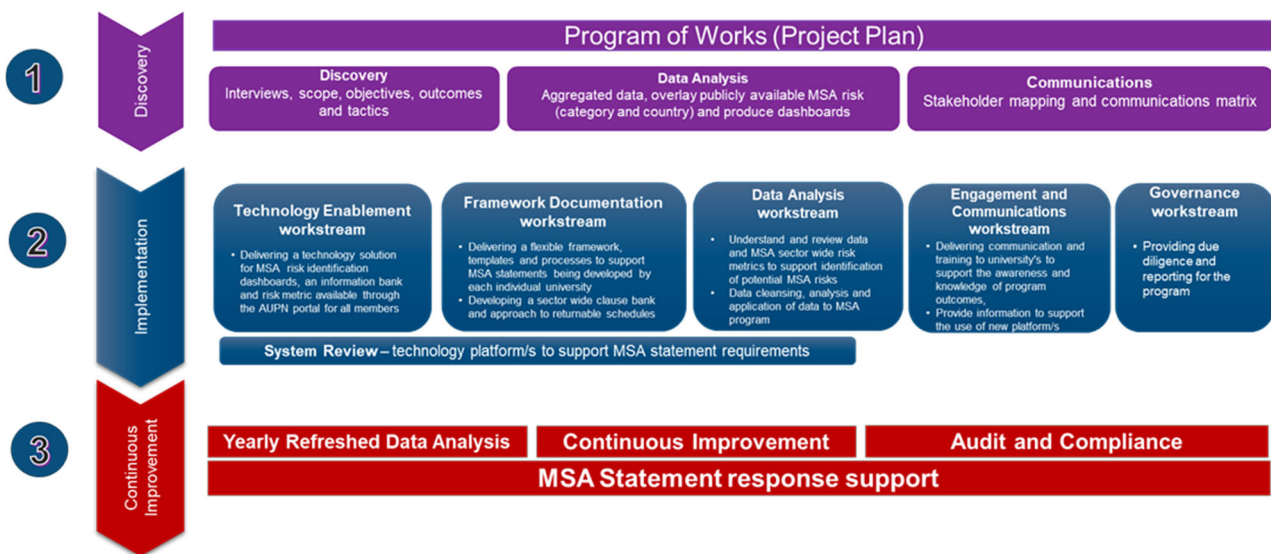 1
Discovery
Program of Works (Project Plan)
Discovery
Interviews, scope, objectives, outcomes
and tactics
Data Analysis
Aggregated data, overlay publicly available MSA risk
(category and country) and produce dashboards
Communications
Stakeholder mapping and communications matrix
2
Implementation
Technology Enablement
workstream
• Delivering a technology solution
for MSA risk identification
dashboards, an information bank
and risk metric available through
the AUPN portal for all members
Framework Documentation
workstream
• Delivering a flexible framework,
templates and processes to support
MSA statements being developed by
each individual university
• Developing a sector wide clause bank
and approach to returnable schedules
Data Analysis
workstream
• Understand and review data
and MSA sector wide risk
metrics to support identification
of potential MSA risks
• Data cleansing, analysis and
application of data to MSA
program
Engagement and
Communications
workstream
• Delivering communication and
training to university's to
support the awareness and
knowledge of program
outcomes,
• Provide information to support
the use of new platform/s
Governance
workstream
• Providing due
diligence and
reporting for the
program
System Review – technology platform/s to support MSA statement requirements
3
Continuous
Improvement
Yearly Refreshed Data Analysis
Continuous Improvement
Audit and Compliance
MSA Statement response support